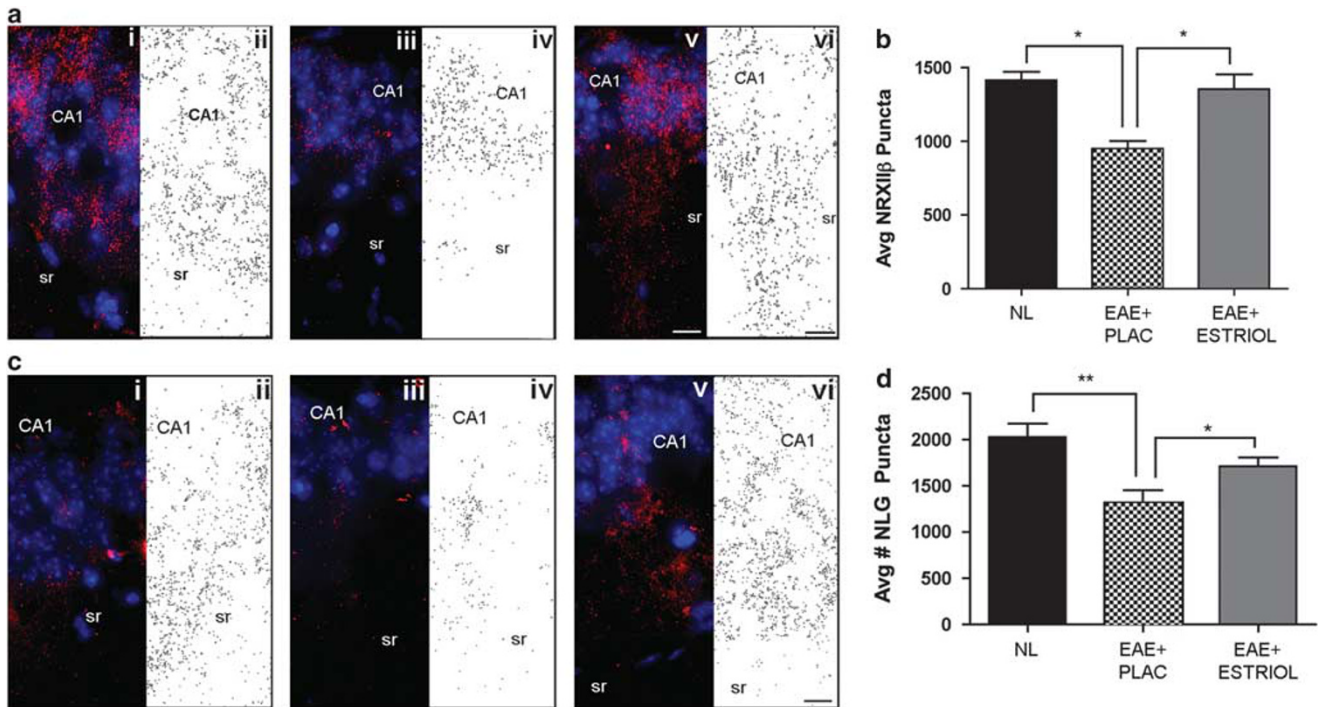 a
i ii iii iv v vi
CA1 CA1 CA1 CA1 CA1 CA1
sr sr sr sr sr sr
b
* *
Avg NRXIIβ Puncta
1500
1000
500
0
NL EAE+ PLAC EAE+ ESTRIOL
c
i ii iii iv v vi
CA1 CA1 CA1 CA1 CA1 CA1
sr sr sr sr sr sr
d
** *
Avg # NLG Puncta
2500
2000
1500
1000
500
0
NL EAE+ PLAC EAE+ ESTRIOL